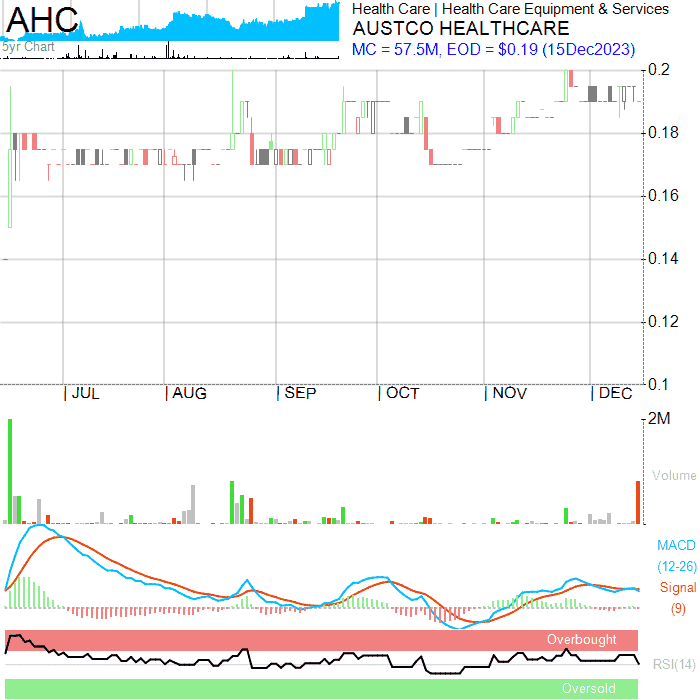 AHC
5yr Chart
Health Care | Health Care Equipment & Services
AUSTCO HEALTHCARE
MC = 57.5M, EOD = $0.19 (15Dec2023)
0.2
0.18
0.16
0.14
0.12
0.1
| JUL | AUG | SEP | OCT | NOV | DEC
2M
Volume
MACD
(12-26)
Signal
(9)
Overbought
RSI(14)
Oversold